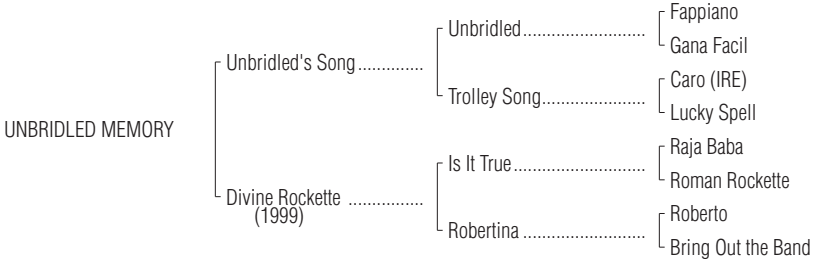 Fappiano
Unbridled..........................
Gana Facil
Unbridled's Song..............
Caro (IRE)
Trolley Song......................
Lucky Spell
UNBRIDLED MEMORY
Raja Baba
Is It True............................
Roman Rockette
Divine Rockette ................
(1999)
Roberto
Robertina ..........................
Bring Out the Band